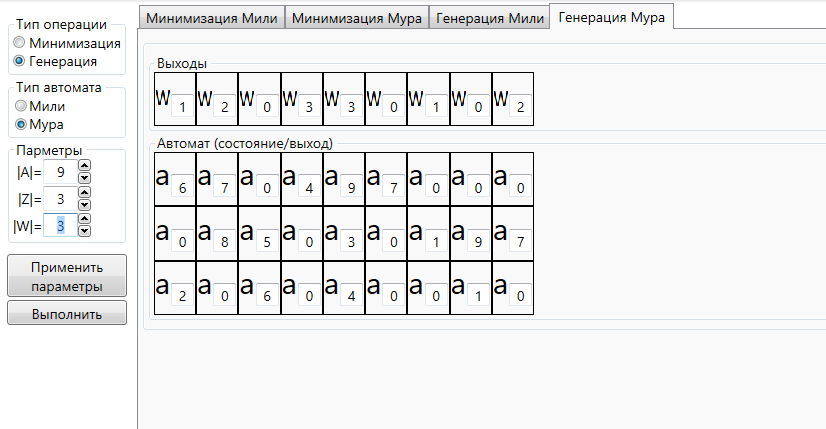 Минимизация Мили Минимизация Мура Генерация Мили Генерация Мура
Тип операции
Минимизация
Генерация
Тип автомата
Мили
Мура
Парметры
|A|= 9
|Z|= 3
|W|= 3
Применить
параметры
Выполнить
Выходы
w 1 w 2 w 0 w 3 w 3 w 0 w 1 w 0 w 2
Автомат (состояние/выход)
a 6 a 7 a 0 a 4 a 9 a 7 a 0 a 0 a 0
a 0 a 8 a 5 a 0 a 3 a 0 a 1 a 9 a 7
a 2 a 0 a 6 a 0 a 4 a 0 a 0 a 1 a 0